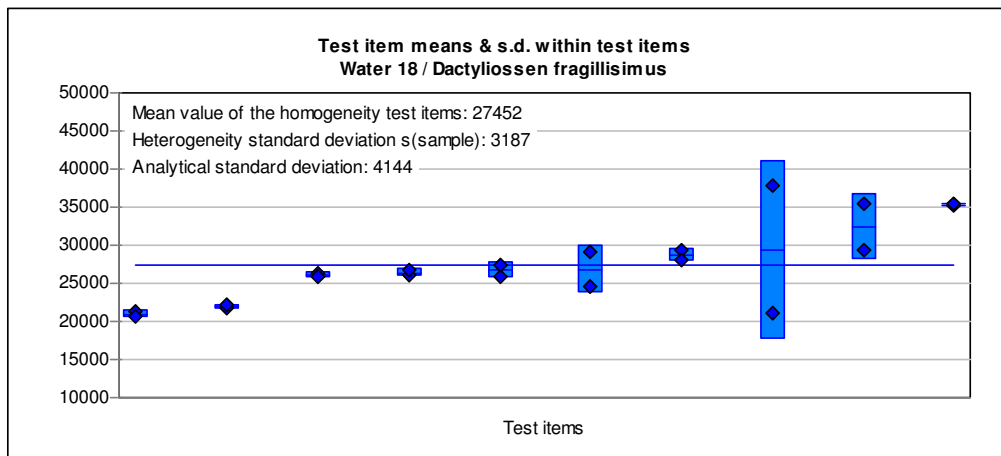 Test item means & s.d. within test items
Water 18 / Dactyliossen fragillisimus
50000
45000
40000
35000
30000
25000
20000
15000
10000
Mean value of the homogeneity test items: 27452
Heterogeneity standard deviation s(sample): 3187
Analytical standard deviation: 4144
Test items